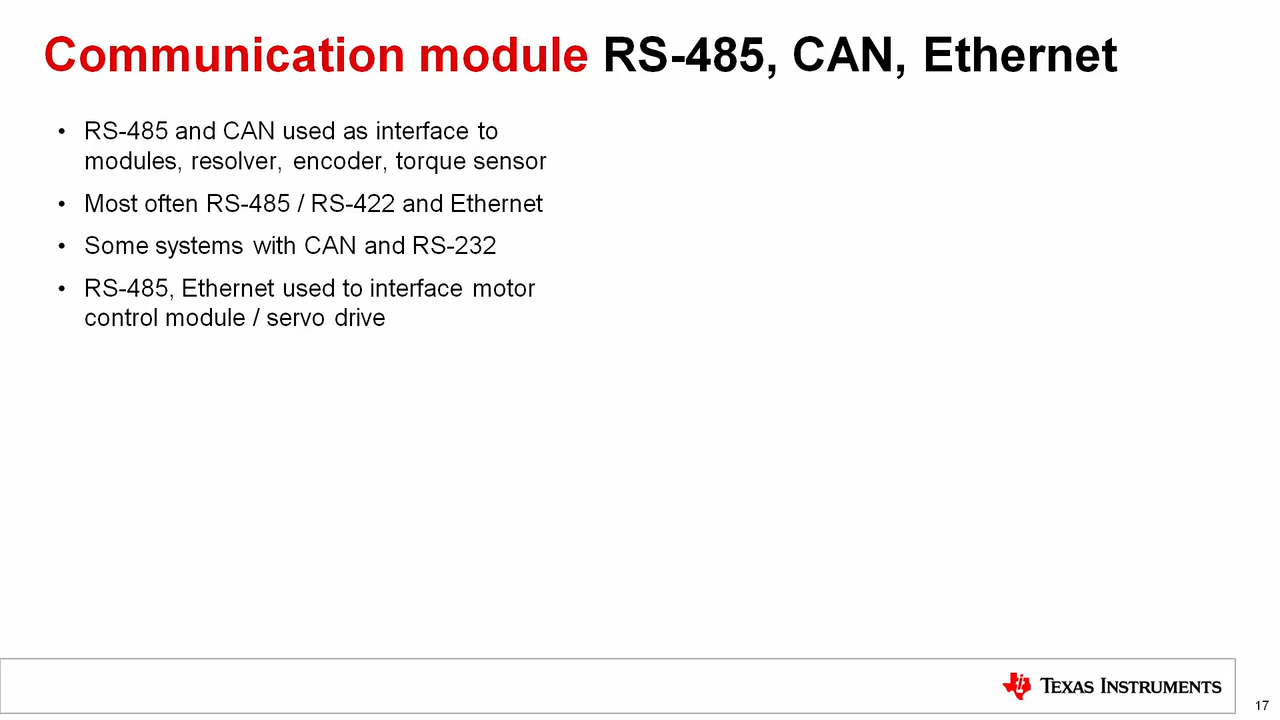 Communication module RS-485, CAN, Ethernet
• RS-485 and CAN used as interface to
modules, resolver, encoder, torque sensor
• Most often RS-485 / RS-422 and Ethernet
• Some systems with CAN and RS-232
• RS-485, Ethernet used to interface motor
control module / servo drive
TEXAS INSTRUMENTS
17